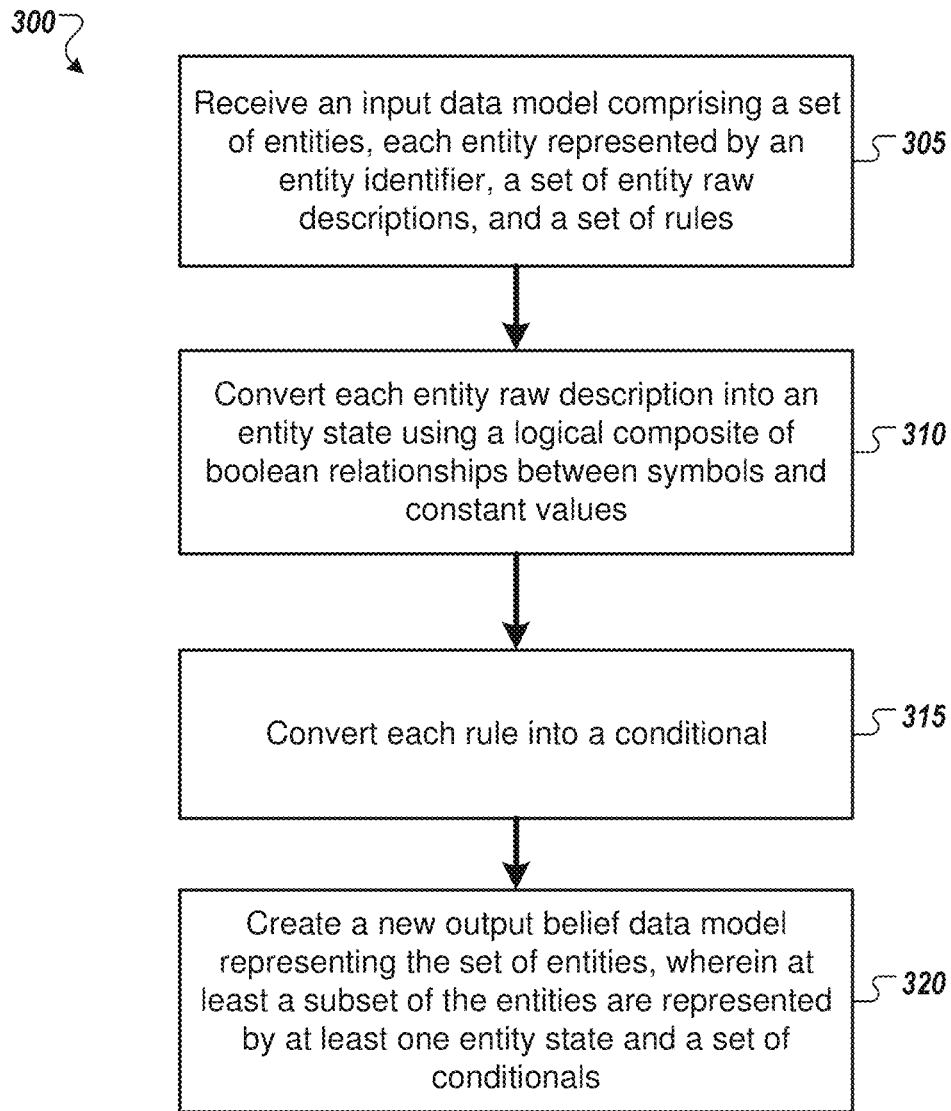 300
Receive an input data model comprising a set
of entities, each entity represented by an
entity identifier, a set of entity raw
descriptions, and a set of rules
305
Convert each entity raw description into an
entity state using a logical composite of
boolean relationships between symbols and
constant values
310
Convert each rule into a conditional
315
Create a new output belief data model
representing the set of entities, wherein at
least a subset of the entities are represented
by at least one entity state and a set of
conditionals
320